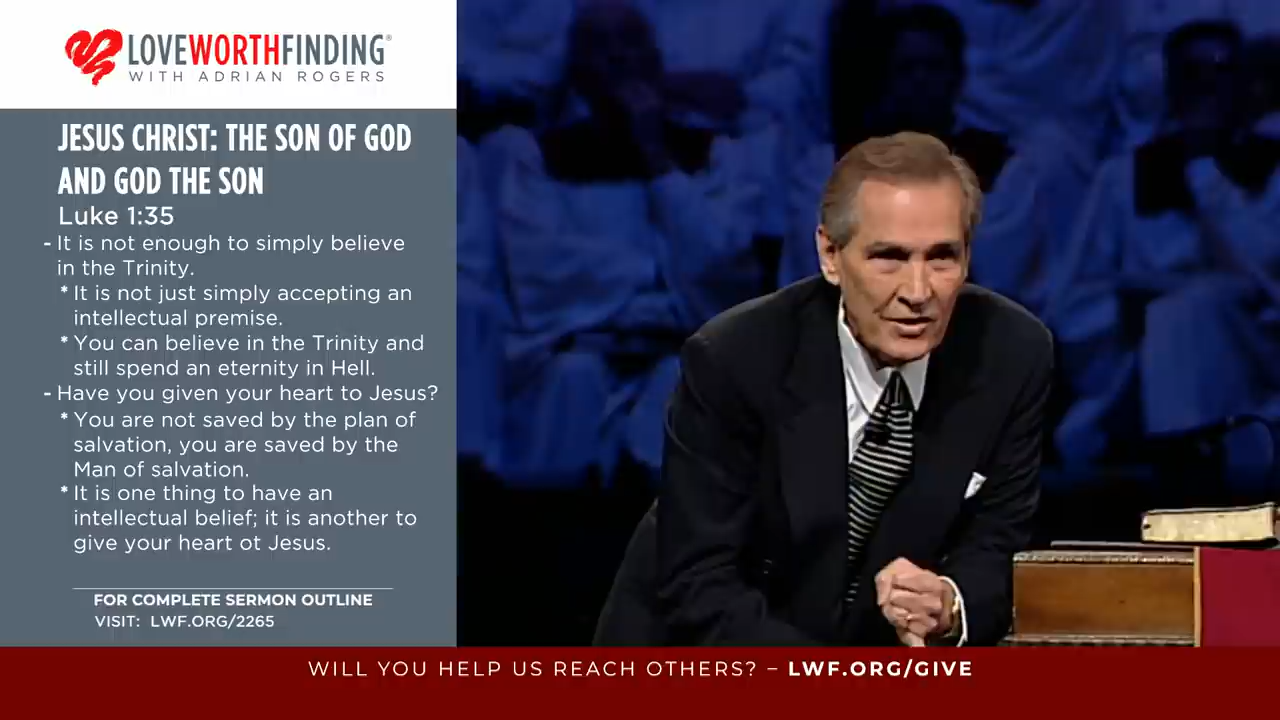 LOVEWORTHFINDING®
WITH ADRIAN ROGERS
JESUS CHRIST: THE SON OF GOD
AND GOD THE SON
Luke 1:35
- It is not enough to simply believe
in the Trinity.
* It is not just simply accepting an
intellectual premise.
* You can believe in the Trinity and
still spend an eternity in Hell.
- Have you given your heart to Jesus?
* You are not saved by the plan of
salvation, you are saved by the
Man of salvation.
* It is one thing to have an
intellectual belief; it is another to
give your heart ot Jesus.
FOR COMPLETE SERMON OUTLINE
VISIT: LWF.ORG/2265
WILL YOU HELP US REACH OTHERS? – LWF.ORG/GIVE